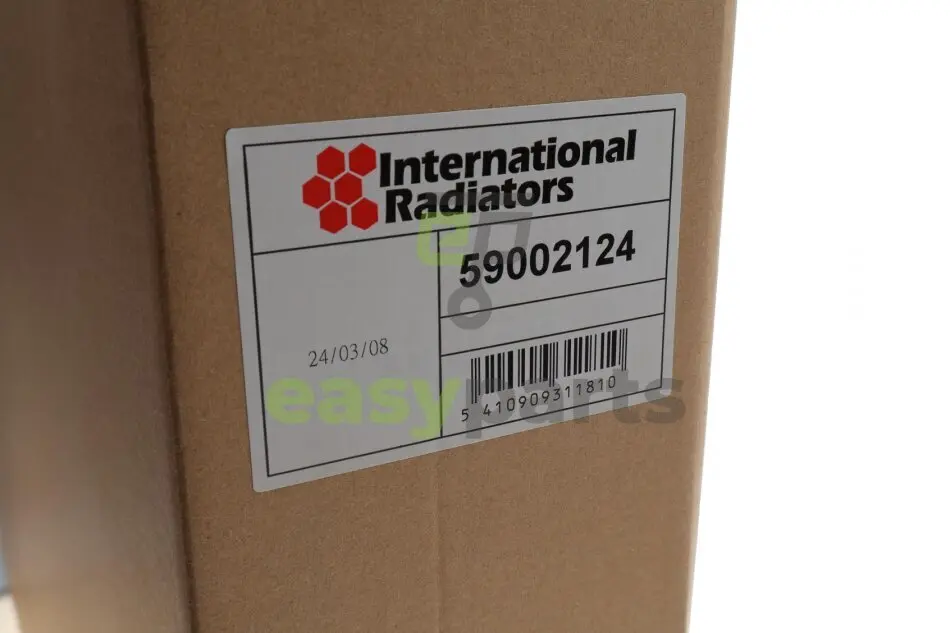 International
Radiators
59002124
24/03/08
5 410909311810
easyparts